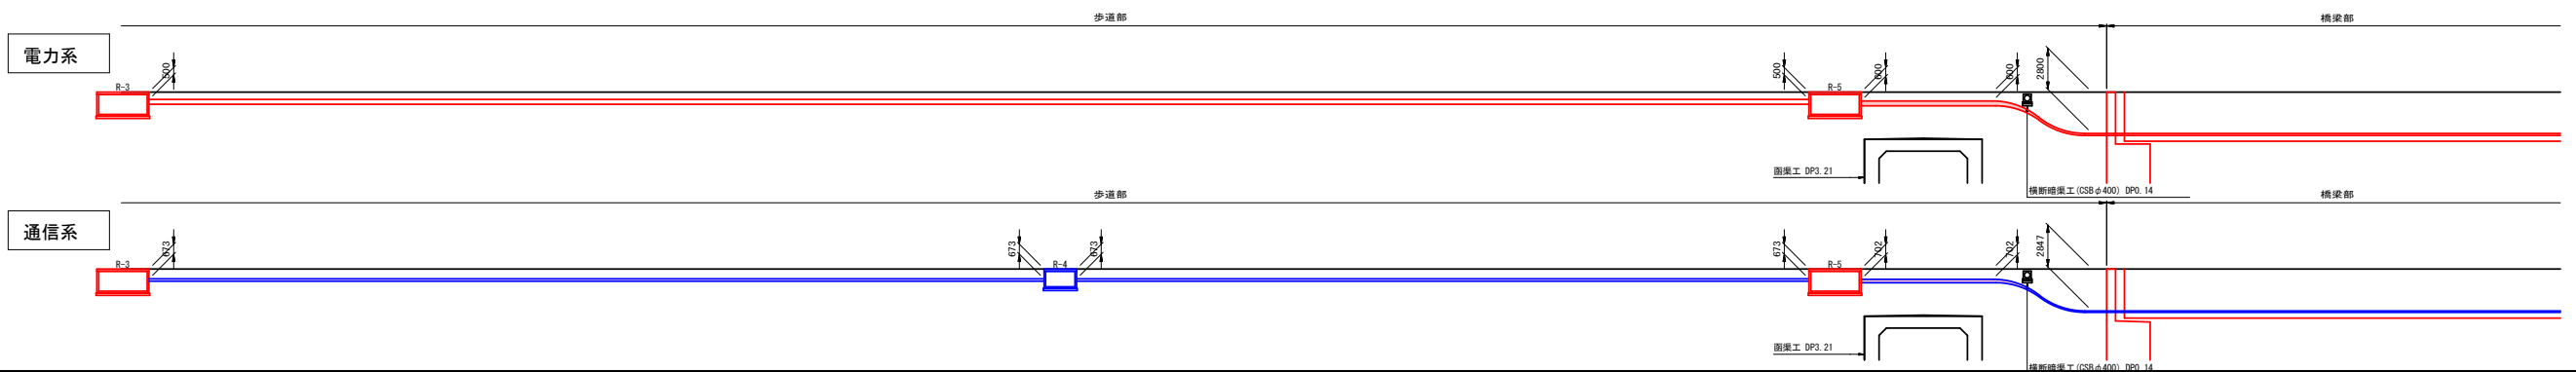 歩道部
橋梁部
電力系
R-3
500
500
R-5
600
600
2800
函渠工 DP3.21
横断暗渠工(CSBφ400) DP0.14
歩道部
橋梁部
通信系
R-3
673
673
R-4
673
673
R-5
702
702
2847
函渠工 DP3.21
横断暗渠工(CSBφ400) DP0.14